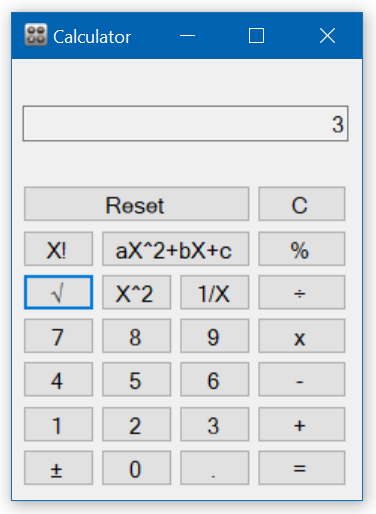 Calculator
3
Reset C
X! aX^2+bX+c %
√ X^2 1/X ÷
7 8 9 x
4 5 6 -
1 2 3 +
± 0 . =